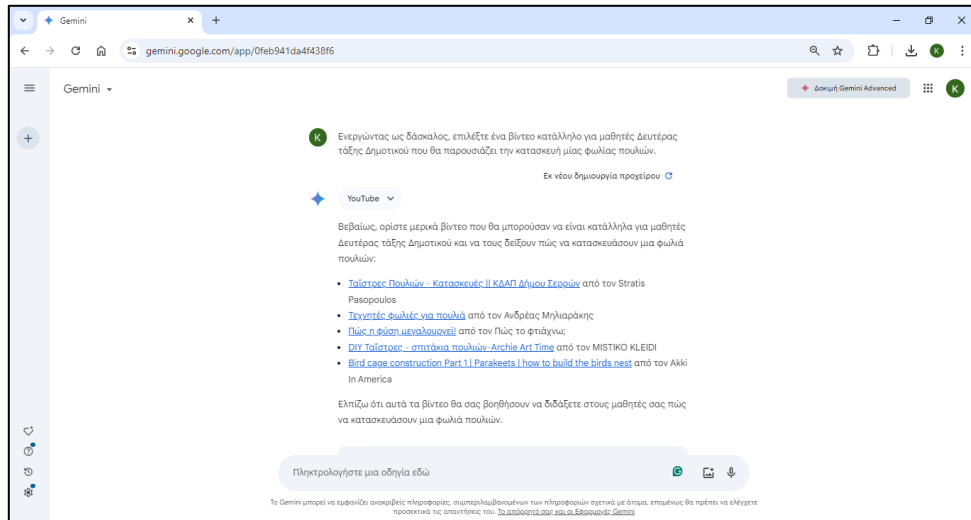 Gemini
gemini.google.com/app/0feb941da4f438f6
K
Gemini
Δοκιμή Gemini Advanced
K
K
Ενεργώντας ως δάσκαλος, επιλέξτε ένα βίντεο κατάλληλο για μαθητές Δευτέρας
τάξης Δημοτικού που θα παρουσιάζει την κατασκευή μίας φωλίας πουλιών.
Εκ νέου δημιουργία προχείρου
YouTube
Βεβαίως, ορίστε μερικά βίντεο που θα μπορούσαν να είναι κατάλληλα για μαθητές
Δευτέρας τάξης Δημοτικού και να τους δείξουν πώς να κατασκευάσουν μια φωλιά
πουλιών:
• Ταΐστρες Πουλιών - Κατασκευές || ΚΔΑΠ Δήμου Σερρών από τον Stratis
Pasopoulos
• Τεχνητές φωλιές για πουλιά από τον Ανδρέας Μηλιαράκης
• Πώς η φύση μεγαλουργεί! από τον Πώς το φτιάχνω;
• DIY Ταΐστρες - σπιτάκια πουλιών-Archie Art Time από τον MISTIKO KLEIDI
• Bird cage construction Part 1 | Parakeets | how to build the birds nest από τον Akki
In America
Ελπίζω ότι αυτά τα βίντεο θα σας βοηθήσουν να διδάξετε στους μαθητές σας πώς
να κατασκευάσουν μια φωλιά πουλιών.
Πληκτρολογήστε μια οδηγία εδώ
Το Gemini μπορεί να εμφανίζει ανακριβείς πληροφορίες, συμπεριλαμβανομένων των πληροφοριών σχετικά με άτομα, επομένως θα πρέπει να ελέγχετε
προσεκτικά τις απαντήσεις του. Το απόρρητό σας και οι Εφαρμογές Gemini